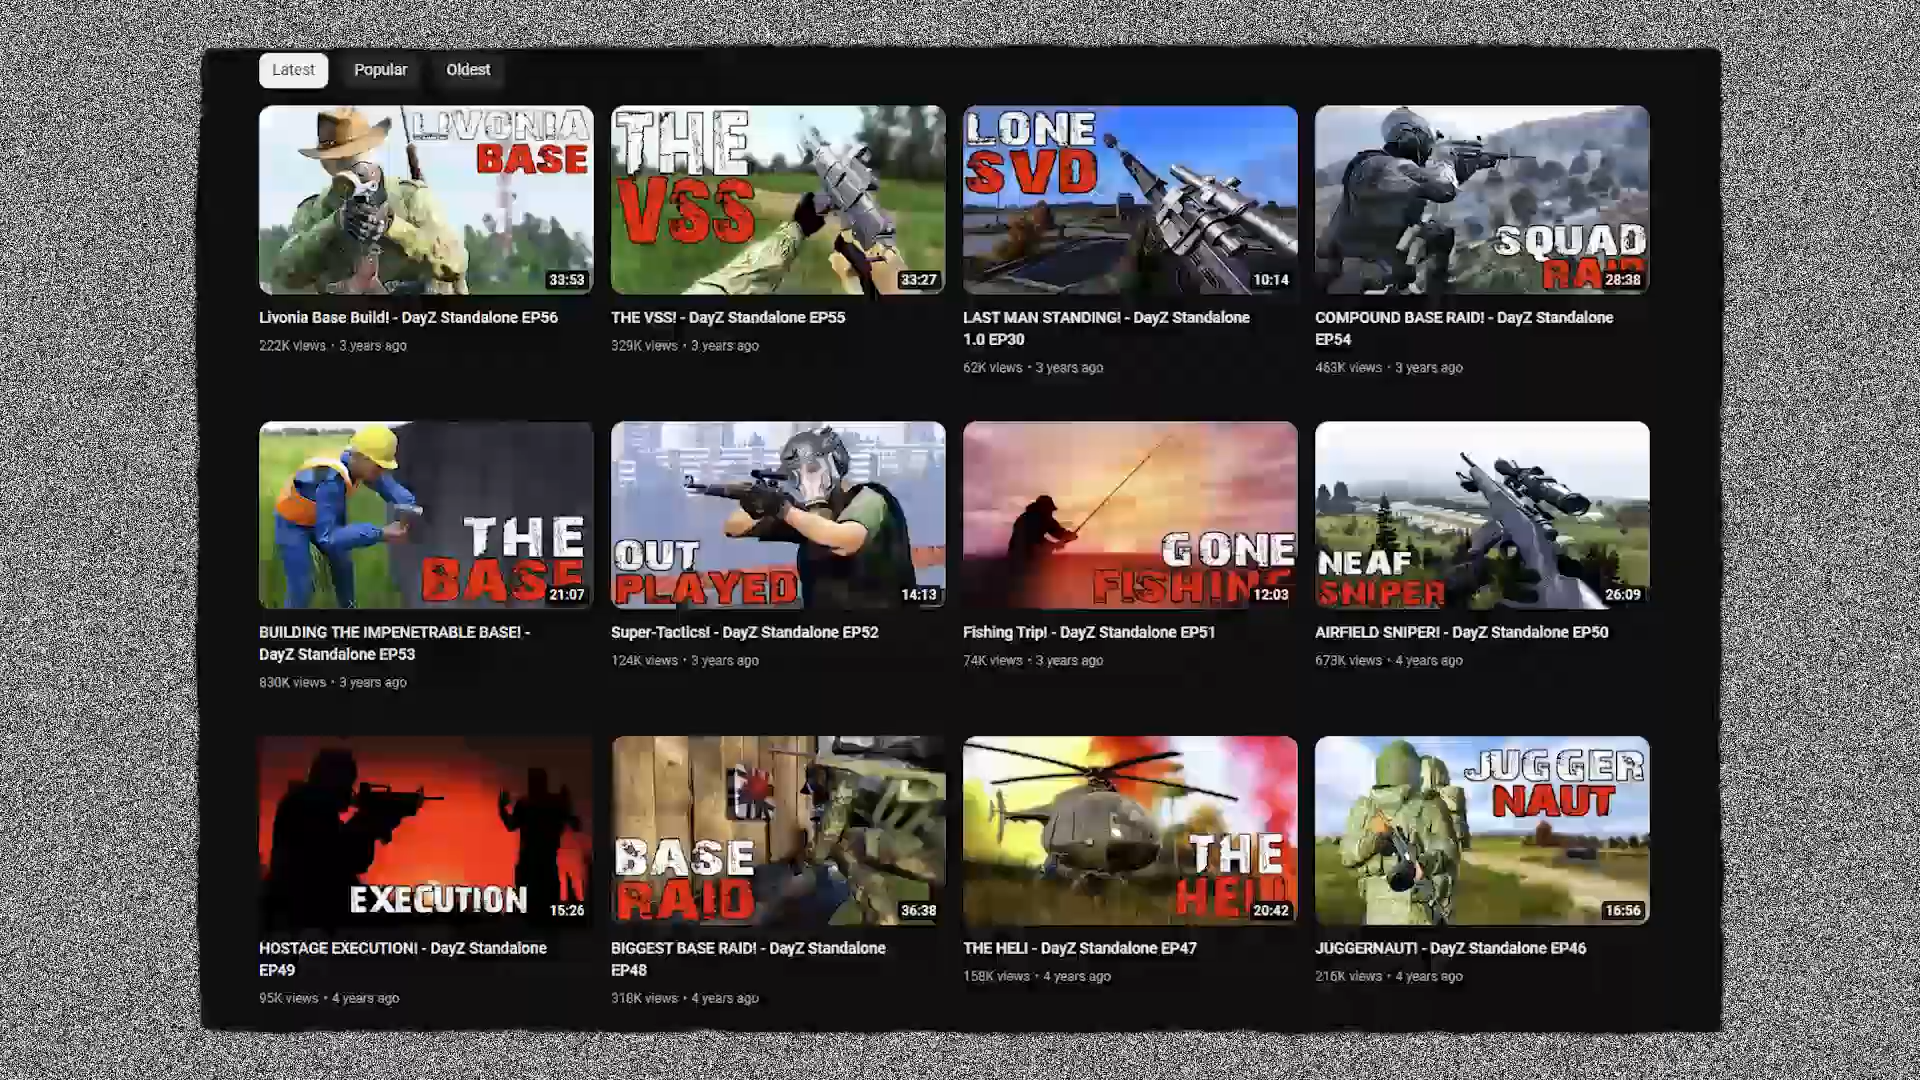 Latest Popular Oldest
LIVONIA
BASE
33:53
THE
VSS
33:27
LONE
SVD
10:14
SQUAD
RAID
28:38
Livonia Base Build! - DayZ Standalone EP56
222K views • 3 years ago
THE VSS! - DayZ Standalone EP55
329K views • 3 years ago
LAST MAN STANDING! - DayZ Standalone
1.0 EP30
62K views • 3 years ago
COMPOUND BASE RAID! - DayZ Standalone
EP54
463K views • 3 years ago
THE
BASE
21:07
OUT
PLAYED
14:13
GONE
FISHING
12:03
NEAF
SNIPER
26:09
BUILDING THE IMPENETRABLE BASE! -
DayZ Standalone EP53
830K views • 3 years ago
Super-Tactics! - DayZ Standalone EP52
124K views • 3 years ago
Fishing Trip! - DayZ Standalone EP51
74K views • 3 years ago
AIRFIELD SNIPER! - DayZ Standalone EP50
673K views • 4 years ago
EXECUTION
15:26
BASE
RAID
36:38
THE
HELI
20:42
JUGGER
NAUT
16:56
HOSTAGE EXECUTION! - DayZ Standalone
EP49
95K views • 4 years ago
BIGGEST BASE RAID! - DayZ Standalone
EP48
318K views • 4 years ago
THE HELI - DayZ Standalone EP47
158K views • 4 years ago
JUGGERNAUT! - DayZ Standalone EP46
216K views • 4 years ago